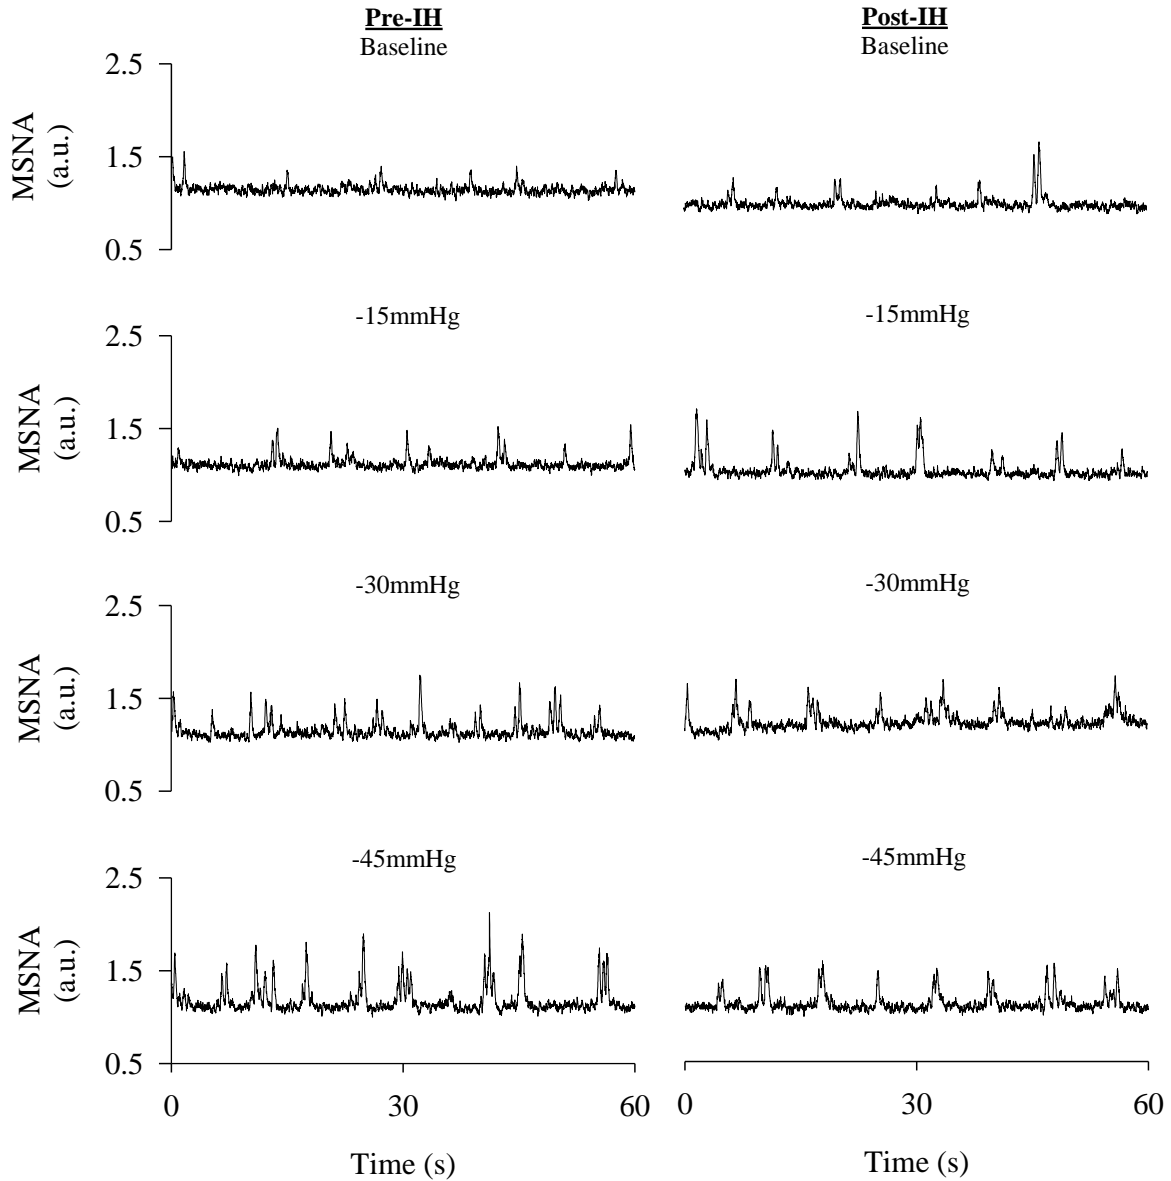 Pre-IH
Baseline
Post-IH
Baseline
MSNA
(a.u.)
2.5
1.5
0.5
-15mmHg
-15mmHg
MSNA
(a.u.)
2.5
1.5
0.5
-30mmHg
-30mmHg
MSNA
(a.u.)
2.5
1.5
0.5
-45mmHg
-45mmHg
MSNA
(a.u.)
2.5
1.5
0.5
0 30 60
0 30 60
Time (s)
Time (s)